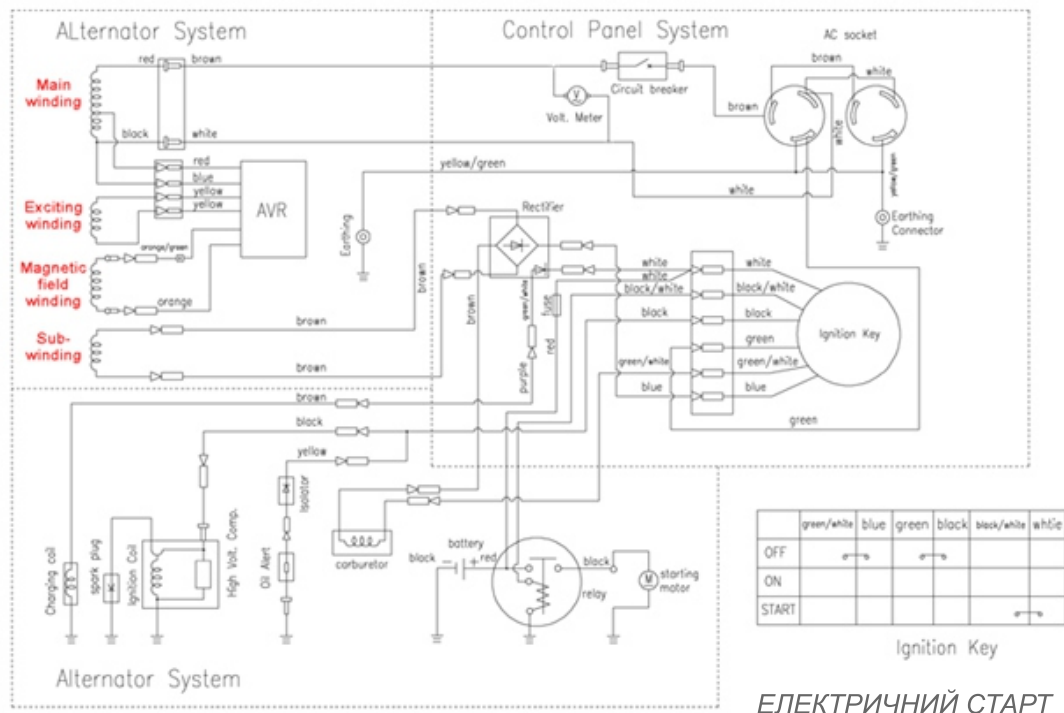 ALternator System
Control Panel System
AC socket
red
brown
Main
winding
black
white
Circuit breaker
Volt. Meter
brown
brown
white
white
red
blue
yellow
yellow
AVR
yellow/green
white
yellow/green
Exciting
winding
orange/green
Magnetic
field
winding
orange
Earthing
Rectifier
Earthing
Connector
brown
brown
green/white
fuse
red
purple
white
white
black/white
black
green/white
blue
white
black/white
black
green
green/white
blue
Ignition Key
green
Sub-
winding
brown
brown
brown
black
yellow
Isolator
Oil Alert
High Volt. Comp.
Ignition Coil
spark plug
Charging coil
carburetor
battery
black
- +
red
black
relay
M
starting
motor
V
green/white blue green black black/white whtie
OFF
ON
START
Ignition Key
Alternator System
ЕЛЕКТРИЧНИЙ СТАРТ